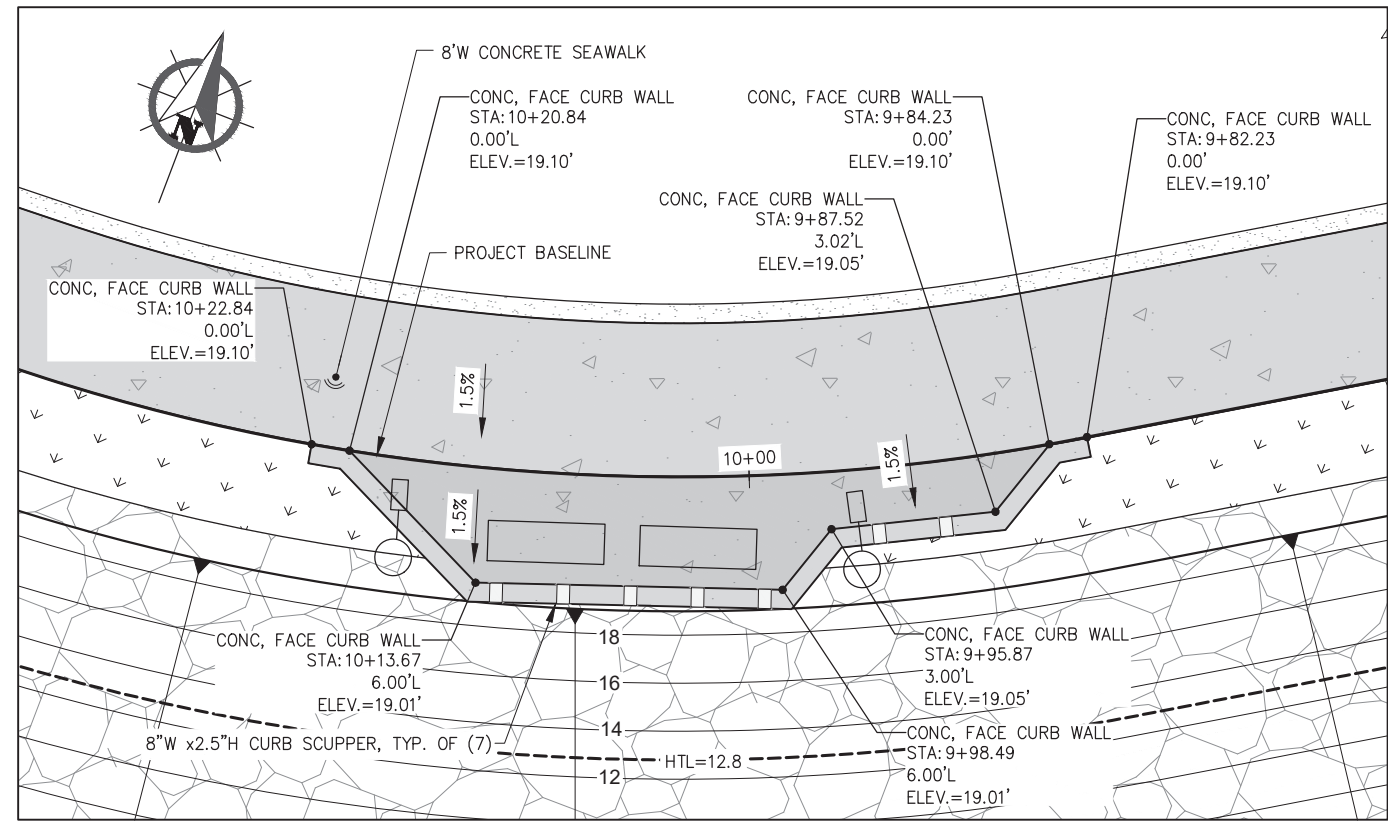 8'W CONCRETE SEAWALK
CONC, FACE CURB WALL
STA:10+20.84
0.00'L
ELEV.=19.10'
CONC, FACE CURB WALL
STA:9+84.23
0.00'
ELEV.=19.10'
CONC, FACE CURB WALL
STA:9+82.23
0.00'
ELEV.=19.10'
N
CONC, FACE CURB WALL
STA:9+87.52
3.02'L
ELEV.=19.05'
PROJECT BASELINE
CONC, FACE CURB WALL
STA:10+22.84
0.00'L
ELEV.=19.10'
1.5%
10+00
1.5%
1.5%
CONC, FACE CURB WALL
STA:10+13.67
6.00'L
ELEV.=19.01'
18
16
14
12
CONC, FACE CURB WALL
STA:9+95.87
3.00'L
ELEV.=19.05'
8"W x2.5"H CURB SCUPPER, TYP. OF (7)
HTL=12.8
CONC, FACE CURB WALL
STA:9+98.49
6.00'L
ELEV.=19.01'